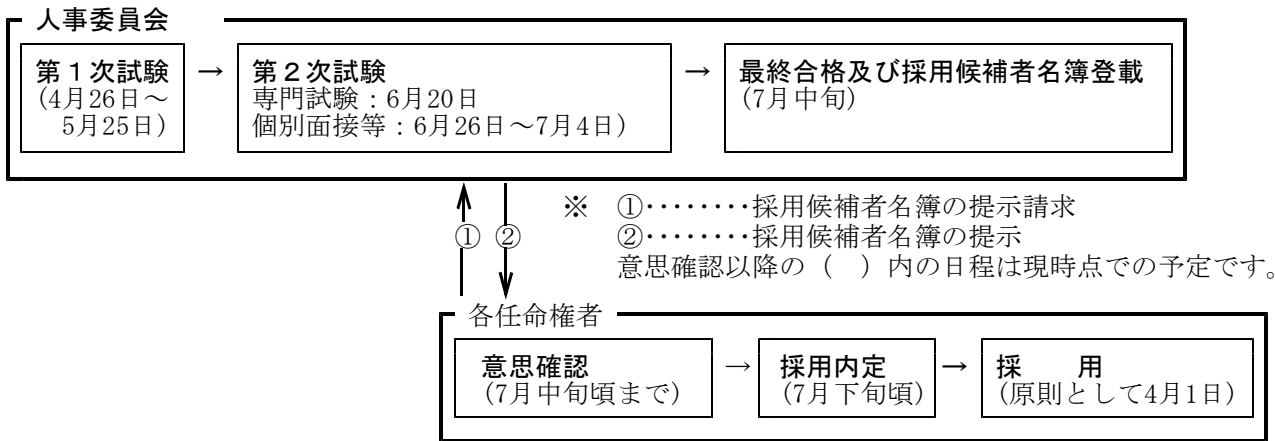 人事委員会
第１次試験
(4月26日～
5月25日)
→
第２次試験
専門試験：6月20日
個別面接等：6月26日～7月4日)
→
最終合格及び採用候補者名簿登載
(7月中旬)
① ②
※ ①‥‥‥‥採用候補者名簿の提示請求
②‥‥‥‥採用候補者名簿の提示
意思確認以降の（　）内の日程は現時点での予定です。
各任命権者
意思確認
(7月中旬頃まで)
→
採用内定
(7月下旬頃)
→
採　　用
(原則として4月1日)